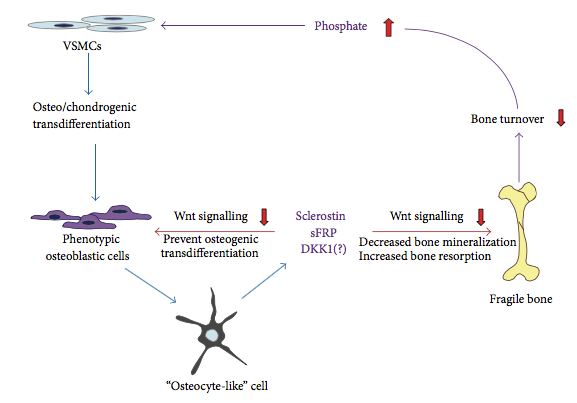 Phosphate
VSMCs
Osteo/chondrogenic
transdifferentiation
Bone turnover
Wnt signalling
Prevent osteogenic
transdifferentiation
Sclerostin
sFRP
DKK1(?)
Wnt signalling
Decreased bone mineralization
Increased bone resorption
Phenotypic
osteoblastic cells
Fragile bone
"Osteocyte-like" cell